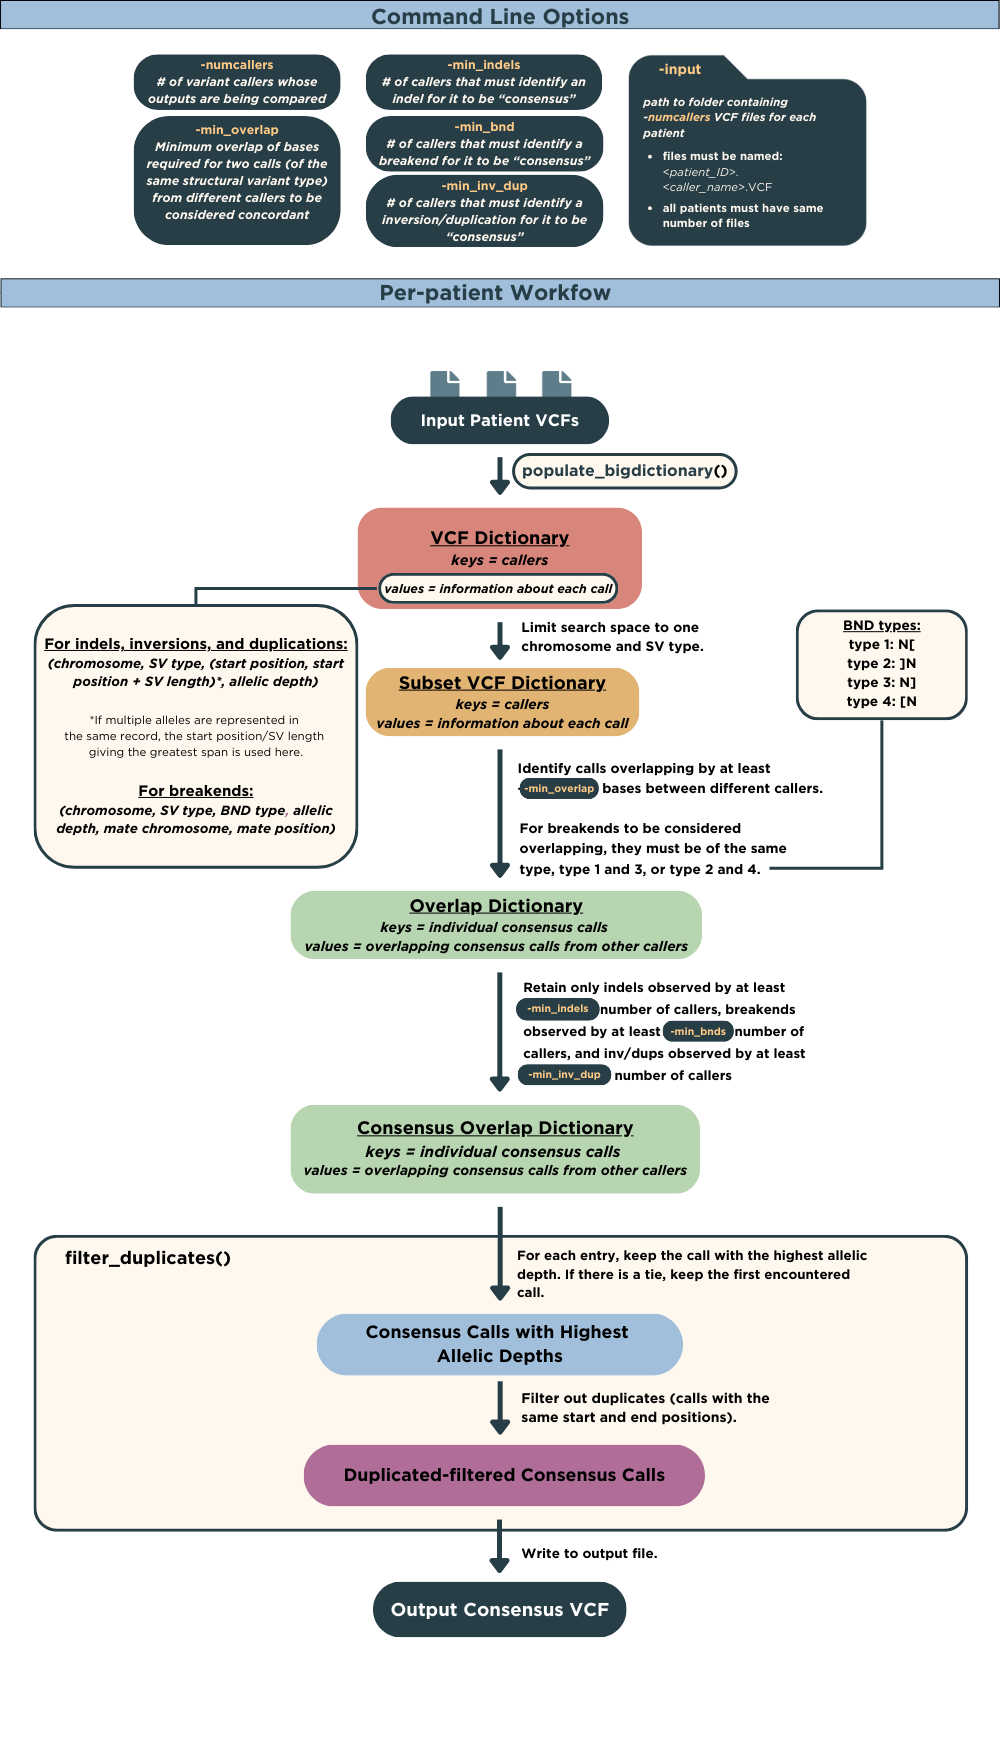 Command Line Options
-numcallers
# of variant callers whose
outputs are being compared
-min_overlap
Minimum overlap of bases
required for two calls (of the
same structural variant type)
from different callers to be
considered concordant
-min_indels
# of callers that must identify an
indel for it to be “consensus”
-min_bnd
# of callers that must identify a
breakend for it to be “consensus”
-min_inv_dup
# of callers that must identify a
inversion/duplication for it to be
“consensus”
-input
path to folder containing
-numcallers VCF files for each
patient
• files must be named:
<patient_ID>.
<caller_name>.VCF
• all patients must have same
number of files
Per-patient Workfow
Input Patient VCFs
populate_bigdictionary()
VCF Dictionary
keys = callers
values = information about each call
For indels, inversions, and duplications:
(chromosome, SV type, (start position, start
position + SV length)*, allelic depth)
*If multiple alleles are represented in
the same record, the start position/SV length
giving the greatest span is used here.
For breakends:
(chromosome, SV type, BND type, allelic
depth, mate chromosome, mate position)
Limit search space to one
chromosome and SV type.
BND types:
type 1: N[
type 2: ]N
type 3: N]
type 4: [N
Subset VCF Dictionary
keys = callers
values = information about each call
Identify calls overlapping by at least
-min_overlap bases between different callers.
For breakends to be considered
overlapping, they must be of the same
type, type 1 and 3, or type 2 and 4.
Overlap Dictionary
keys = individual consensus calls
values = overlapping consensus calls from other callers
Retain only indels observed by at least
-min_indels number of callers, breakends
observed by at least -min_bnds number of
callers, and inv/dups observed by at least
-min_inv_dup number of callers
Consensus Overlap Dictionary
keys = individual consensus calls
values = overlapping consensus calls from other callers
filter_duplicates()
For each entry, keep the call with the highest allelic
depth. If there is a tie, keep the first encountered
call.
Consensus Calls with Highest
Allelic Depths
Filter out duplicates (calls with the
same start and end positions).
Duplicated-filtered Consensus Calls
Write to output file.
Output Consensus VCF